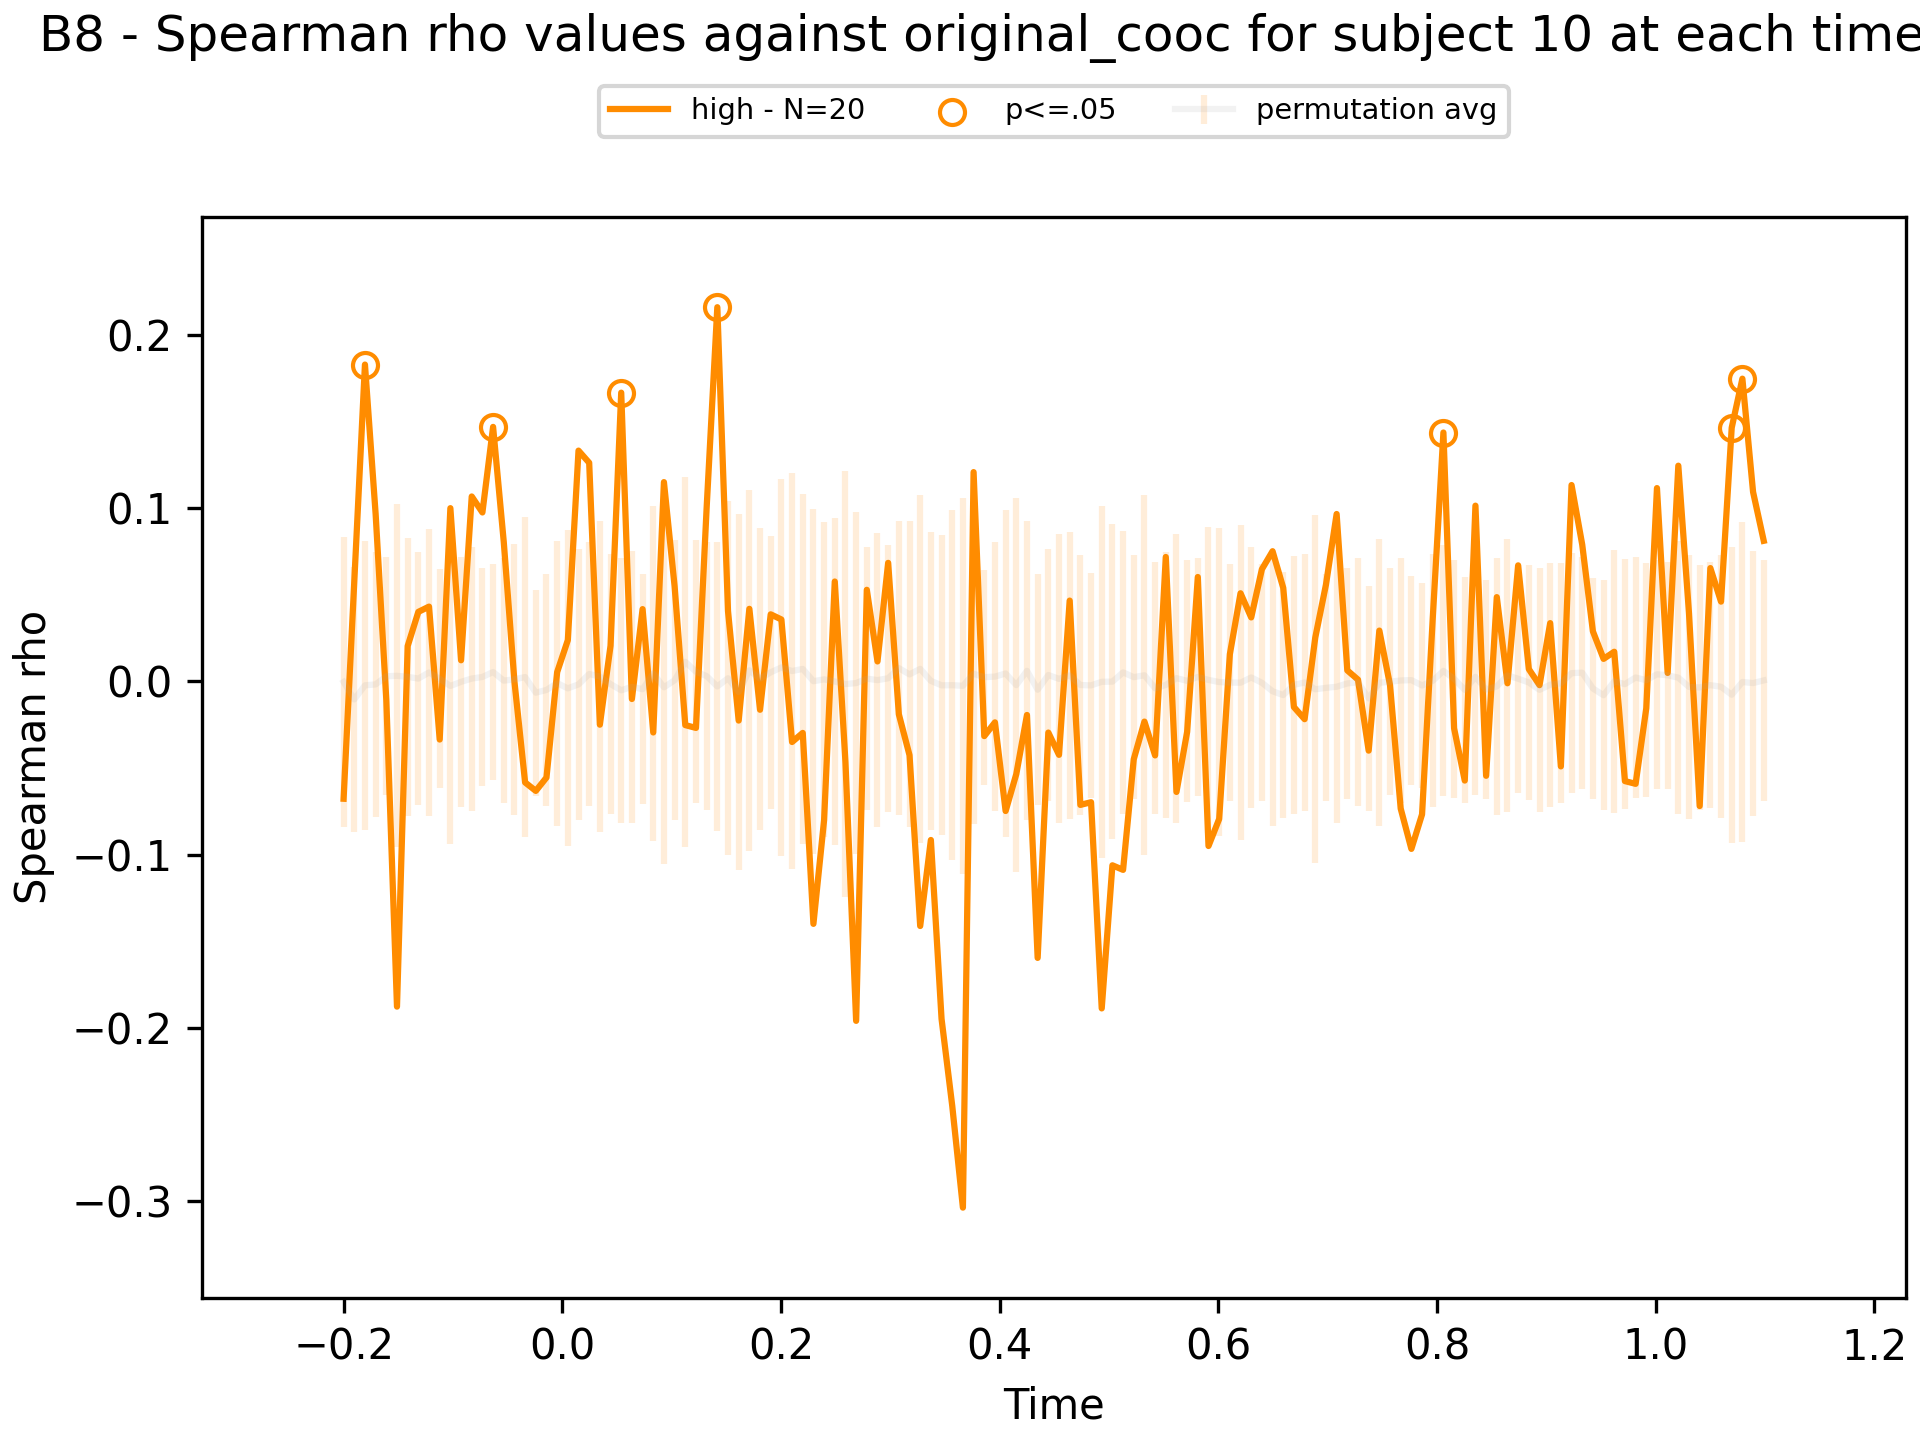 B8 - Spearman rho values against original_cooc for subject 10 at each time
high - N=20 p<=.05 permutation avg
Spearman rho
0.2
0.1
0.0
−0.1
−0.2
−0.3
−0.2 0.0 0.2 0.4 0.6 0.8 1.0 1.2
Time